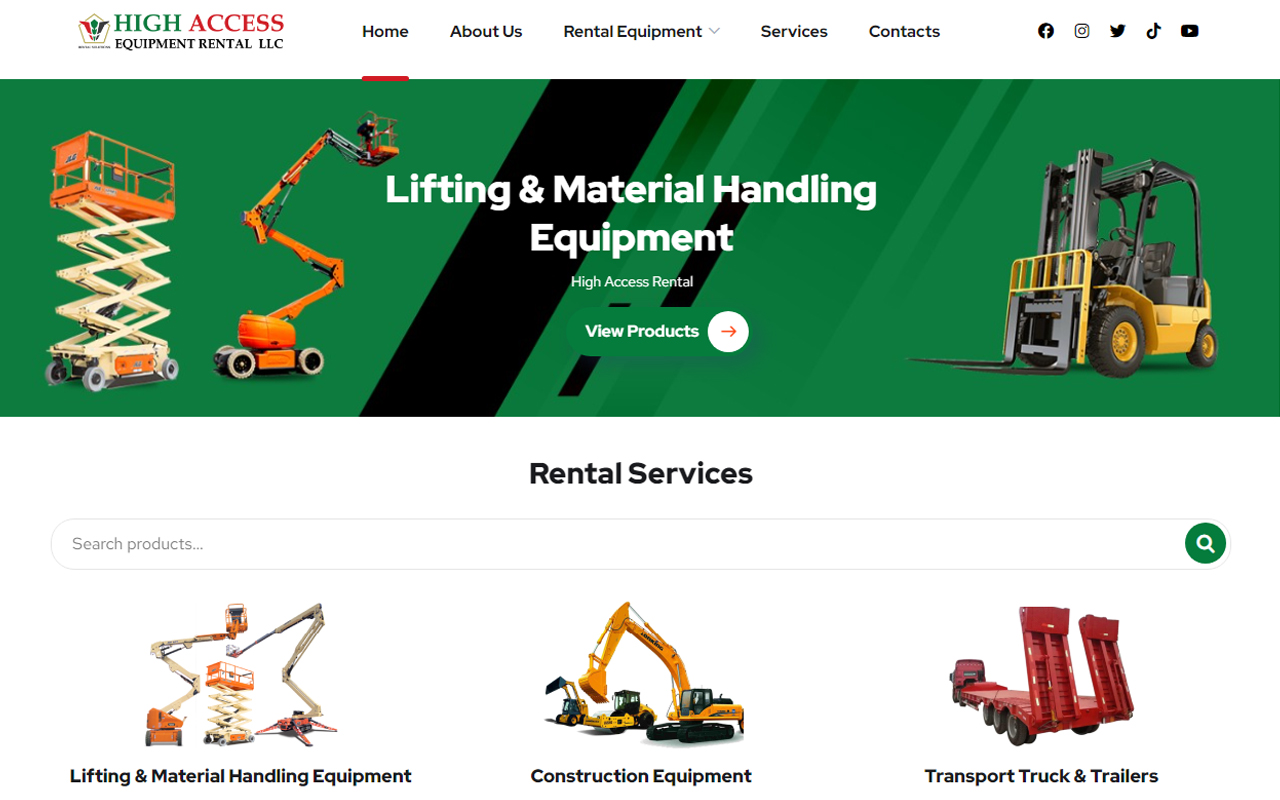 HIGH ACCESS
EQUIPMENT RENTAL LLC
Home
About Us
Rental Equipment
Services
Contacts
JLG
Lifting & Material Handling
Equipment
High Access Rental
View Products
Rental Services
Search products...
Lifting & Material Handling Equipment
Construction Equipment
Transport Truck & Trailers